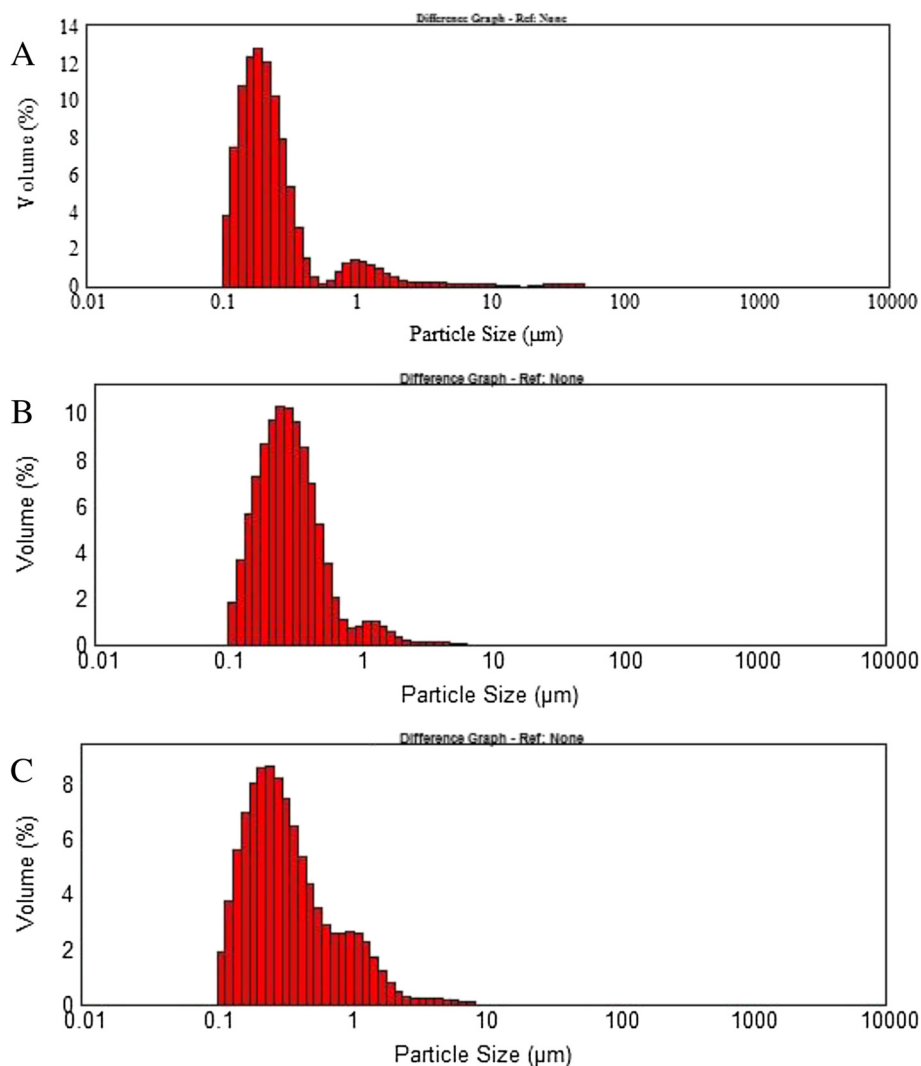 Difference Graph - Ref: None
A
14
12
10
8
6
4
2
0
Volume (%)
0.01 0.1 1 10 100 1000 10000
Particle Size (µm)
Difference Graph - Ref: None
B
10
8
6
4
2
0
Volume (%)
0.01 0.1 1 10 100 1000 10000
Particle Size (µm)
Difference Graph - Ref: None
C
8
6
4
2
0
Volume (%)
0.01 0.1 1 10 100 1000 10000
Particle Size (µm)